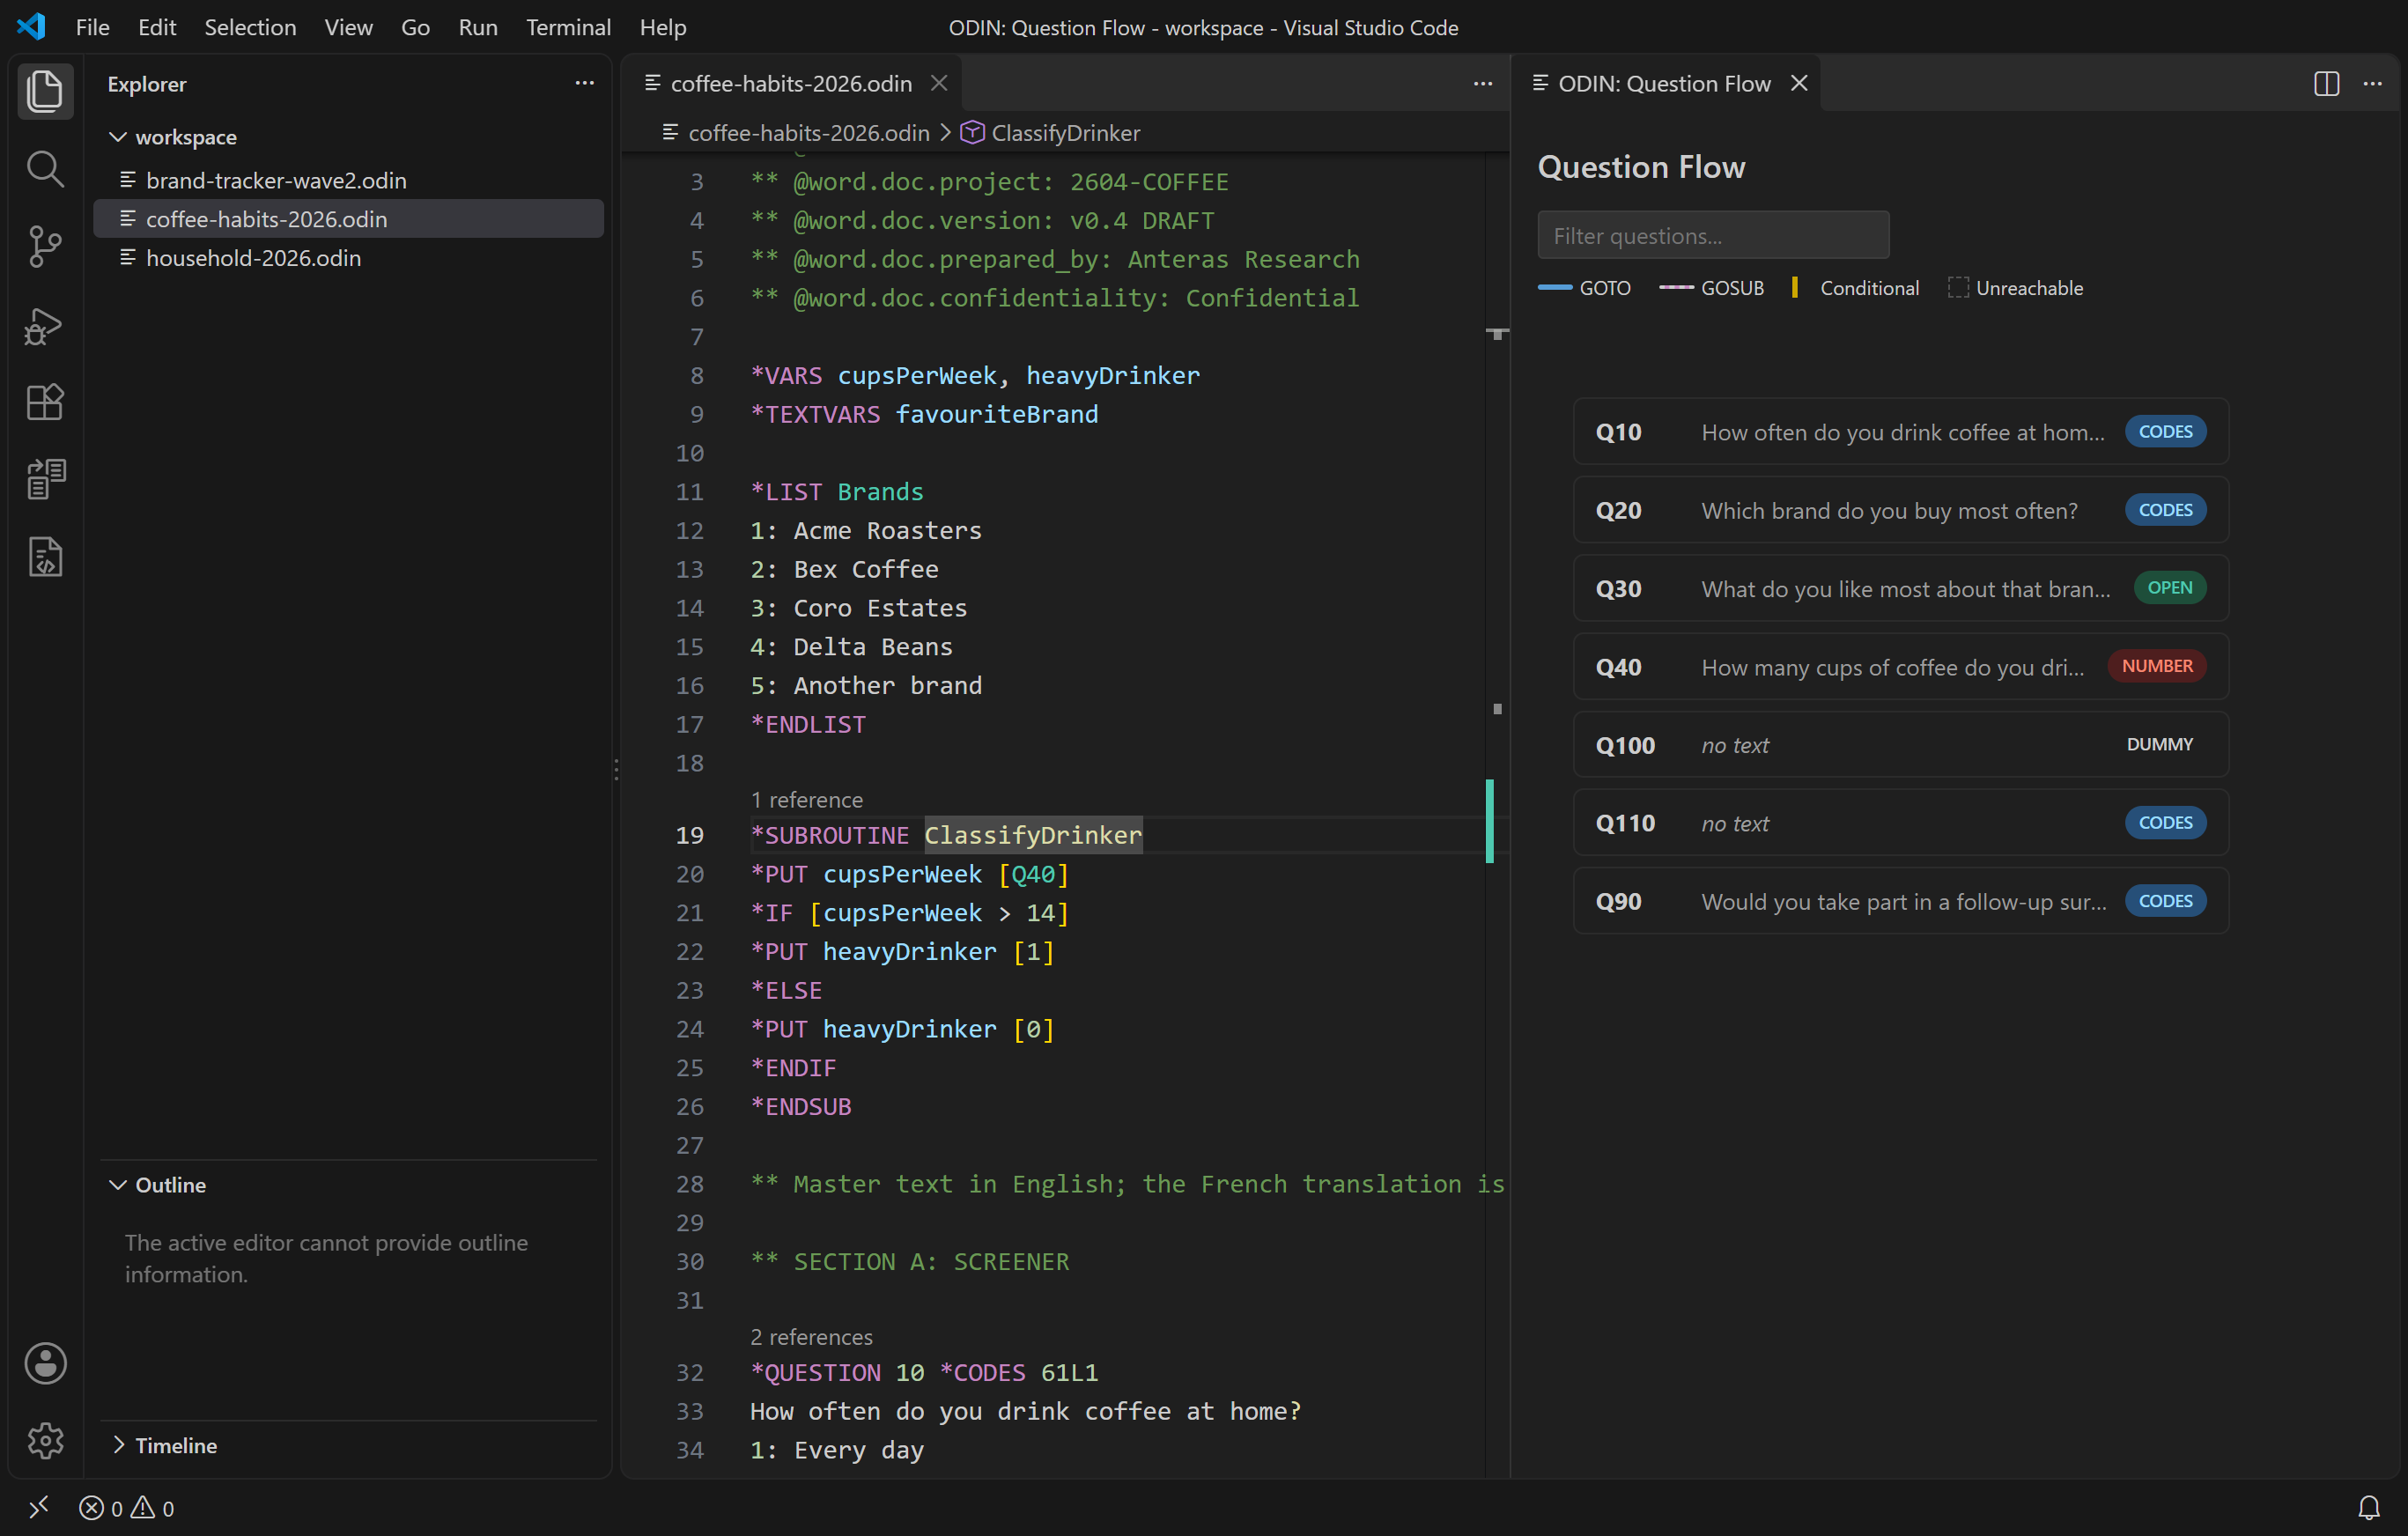 File Edit Selection View Go Run Terminal Help
ODIN: Question Flow - workspace - Visual Studio Code
Explorer
workspace
brand-tracker-wave2.odin
coffee-habits-2026.odin
household-2026.odin
Outline
The active editor cannot provide outline
information.
Timeline
coffee-habits-2026.odin
coffee-habits-2026.odin > ClassifyDrinker
3 ** @word.doc.project: 2604-COFFEE
4 ** @word.doc.version: v0.4 DRAFT
5 ** @word.doc.prepared_by: Anteras Research
6 ** @word.doc.confidentiality: Confidential
7
8 *VARS cupsPerWeek, heavyDrinker
9 *TEXTVARS favouriteBrand
10
11 *LIST Brands
12 1: Acme Roasters
13 2: Bex Coffee
14 3: Coro Estates
15 4: Delta Beans
16 5: Another brand
17 *ENDLIST
18
1 reference
19 *SUBROUTINE ClassifyDrinker
20 *PUT cupsPerWeek [Q40]
21 *IF [cupsPerWeek > 14]
22 *PUT heavyDrinker [1]
23 *ELSE
24 *PUT heavyDrinker [0]
25 *ENDIF
26 *ENDSUB
27
28 ** Master text in English; the French translation is
29
30 ** SECTION A: SCREENER
31
2 references
32 *QUESTION 10 *CODES 61L1
33 How often do you drink coffee at home?
34 1: Every day
ODIN: Question Flow
Question Flow
Filter questions...
GOTO GOSUB Conditional Unreachable
Q10 How often do you drink coffee at hom... CODES
Q20 Which brand do you buy most often? CODES
Q30 What do you like most about that bran... OPEN
Q40 How many cups of coffee do you dri... NUMBER
Q100 no text DUMMY
Q110 no text CODES
Q90 Would you take part in a follow-up sur... CODES
0 0